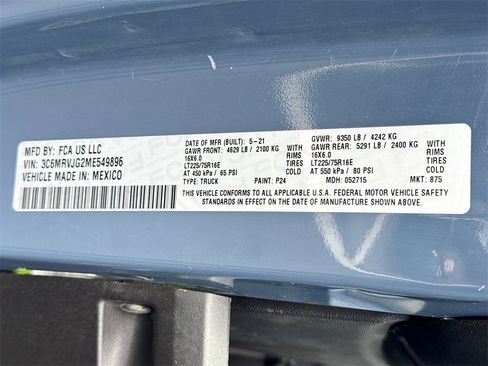 MFD BY: FCA US LLC
VIN: 3C6MRVJG2ME549896
VEHICLE MADE IN: MEXICO
DATE OF MFR (BUILT): 5-21
GVWR: 9350 LB / 4242 KG
GAWR FRONT: 4629 LB / 2100 KG WITH
GAWR REAR: 5291 LB / 2400 KG WITH
16X6.0 RIMS
16X6.0 RIMS
LT225/75R16E TIRES
LT225/75R16E TIRES
AT 450 kPa / 65 PSI
AT 550 kPa / 80 PSI
TYPE: TRUCK PAINT: P24 MDH: 052715 MKT: 875
THIS VEHICLE CONFORMS TO ALL APPLICABLE U.S.A. FEDERAL MOTOR VEHICLE SAFETY
STANDARDS IN EFFECT ON THE DATE OF MANUFACTURE SHOWN ABOVE.